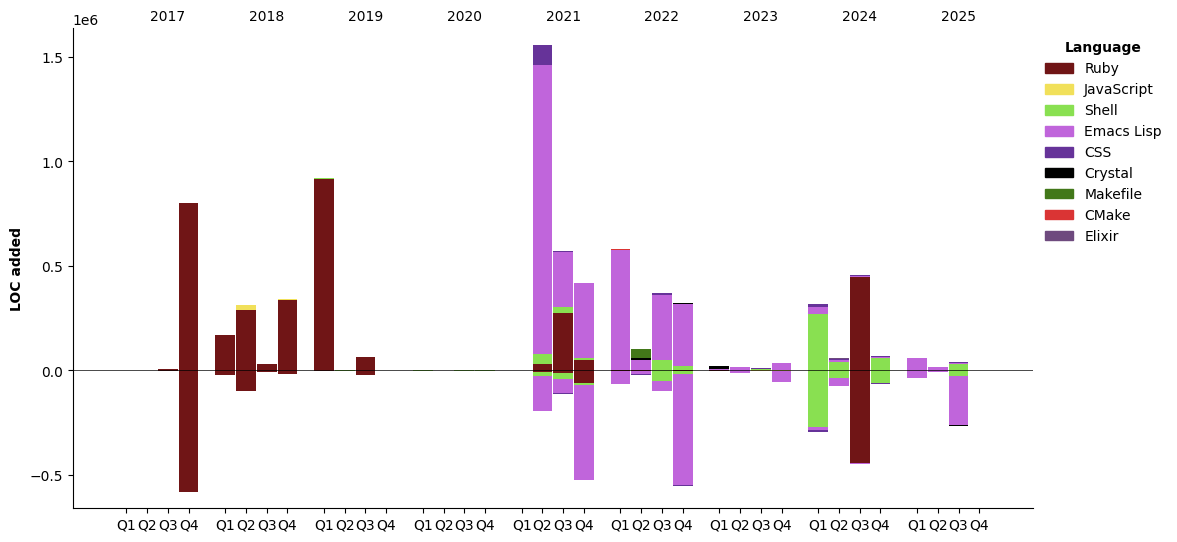 1e6
2017 2018 2019 2020 2021 2022 2023 2024 2025
1.5
1.0
0.5
0.0
−0.5
LOC added
Q1 Q2 Q3 Q4 Q1 Q2 Q3 Q4 Q1 Q2 Q3 Q4 Q1 Q2 Q3 Q4 Q1 Q2 Q3 Q4 Q1 Q2 Q3 Q4 Q1 Q2 Q3 Q4 Q1 Q2 Q3 Q4 Q1 Q2 Q3 Q4
Language
Ruby
JavaScript
Shell
Emacs Lisp
CSS
Crystal
Makefile
CMake
Elixir